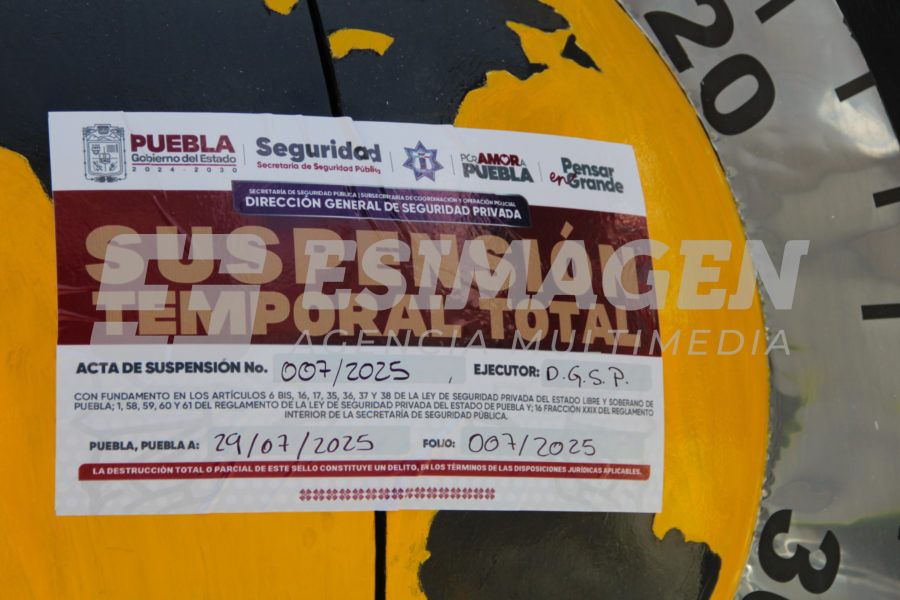 20
PUEBLA
Gobierno del Estado
2024 - 2030
Seguridad
Secretaría de Seguridad Pública
POR AMOR A
PUEBLA
Pensar
en Grande
SECRETARÍA DE SEGURIDAD PÚBLICA | SUBSECRETARÍA DE COORDINACIÓN Y OPERACIÓN POLICIAL
DIRECCIÓN GENERAL DE SEGURIDAD PRIVADA
SUSPENSIÓN
TEMPORAL TOTAL
ESIMAGEN
AGENCIA MULTIMEDIA
ACTA DE SUSPENSIÓN No. 007/2025 EJECUTOR: D.G.S.P.
CON FUNDAMENTO EN LOS ARTÍCULOS 6 BIS, 16, 17, 35, 36, 37 Y 38 DE LA LEY DE SEGURIDAD PRIVADA DEL ESTADO LIBRE Y SOBERANO DE
PUEBLA; 1, 58, 59, 60 Y 61 DEL REGLAMENTO DE LA LEY DE SEGURIDAD PRIVADA DEL ESTADO DE PUEBLA Y; 16 FRACCIÓN XXIX DEL REGLAMENTO
INTERIOR DE LA SECRETARÍA DE SEGURIDAD PÚBLICA.
PUEBLA, PUEBLA A: 29/07/2025 FOLIO: 007/2025
LA DESTRUCCIÓN TOTAL O PARCIAL DE ESTE SELLO CONSTITUYE UN DELITO, EN LOS TÉRMINOS DE LAS DISPOSICIONES JURÍDICAS APLICABLES.
30